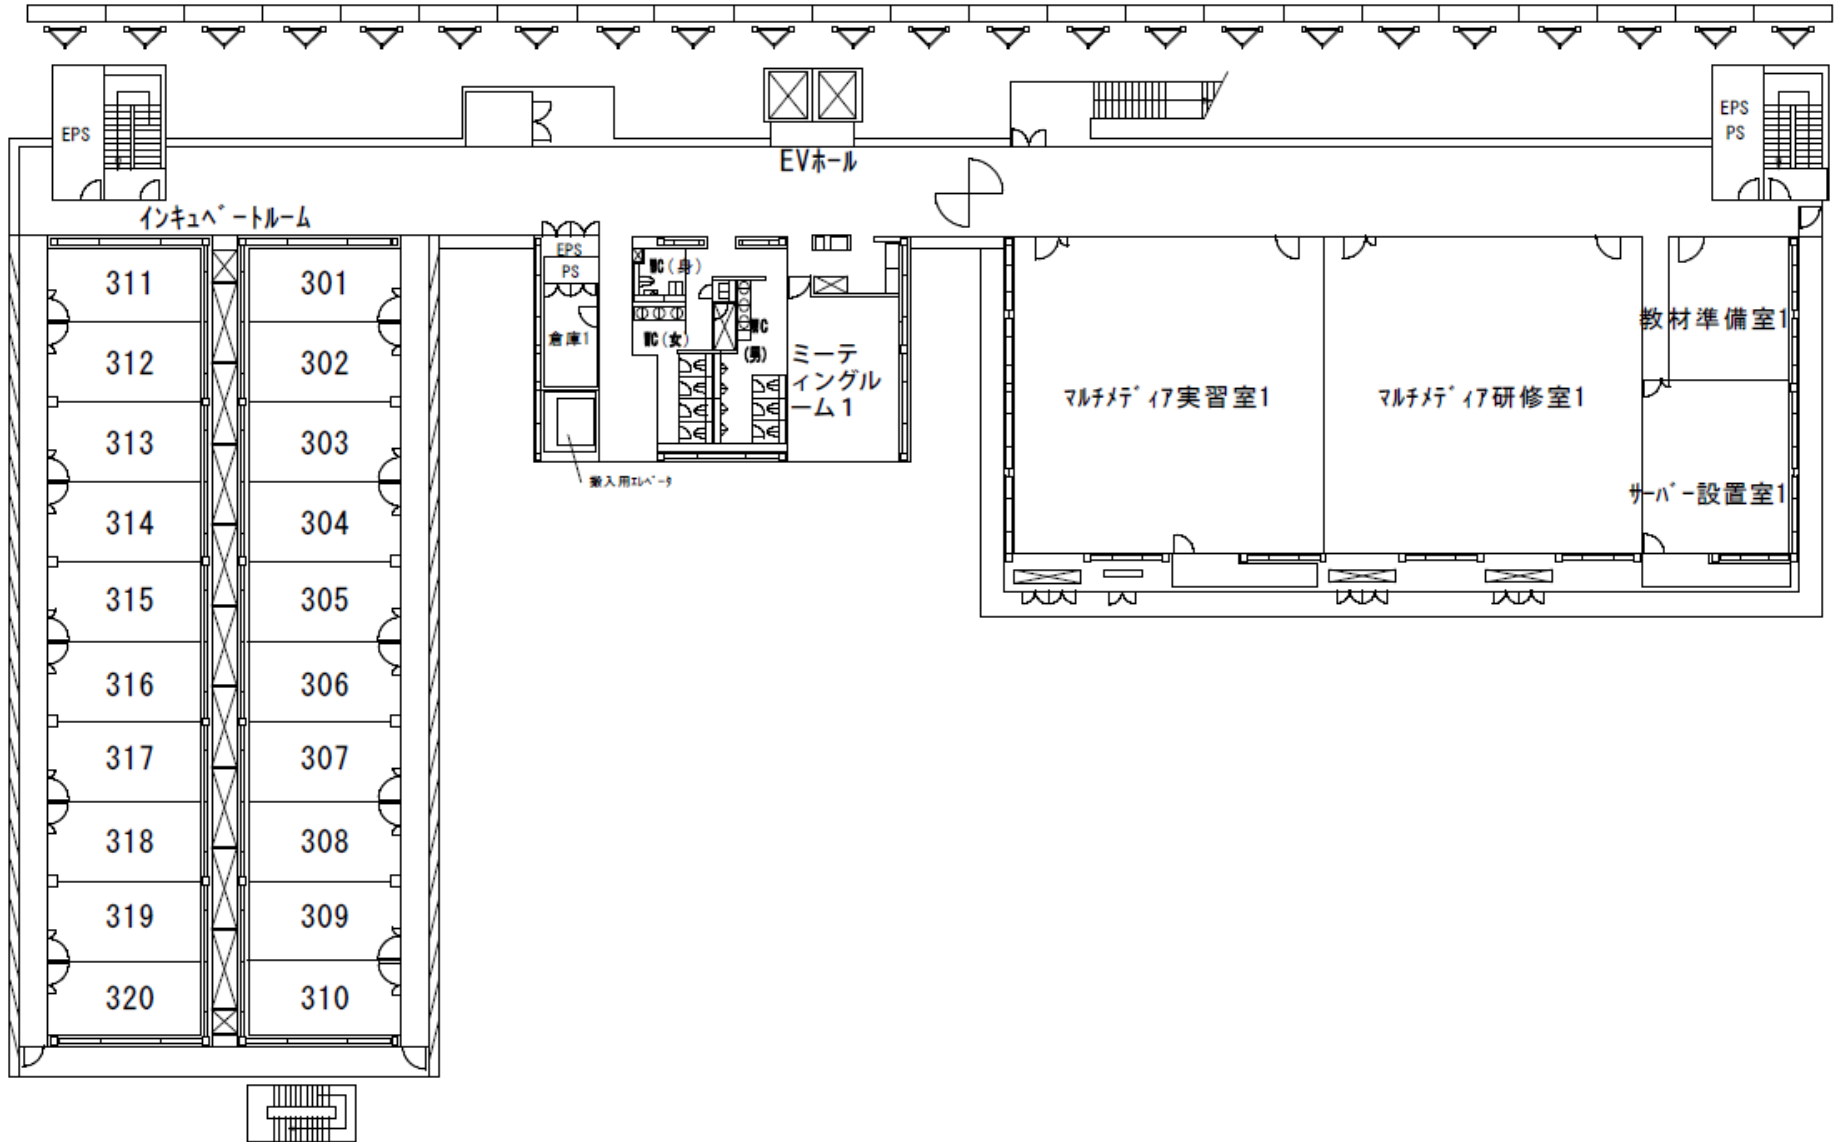 EPS
EPS
PS
EVホール
インキュベートルーム
EPS
PS
倉庫1
搬入用エレベータ
WC(身)
WC(女)
WC
(男)
ミーテ
ィングル
ーム1
マルチメディア実習室1
マルチメディア研修室1
教材準備室1
サーバー設置室1
311
301
312
302
313
303
314
304
315
305
316
306
317
307
318
308
319
309
320
310